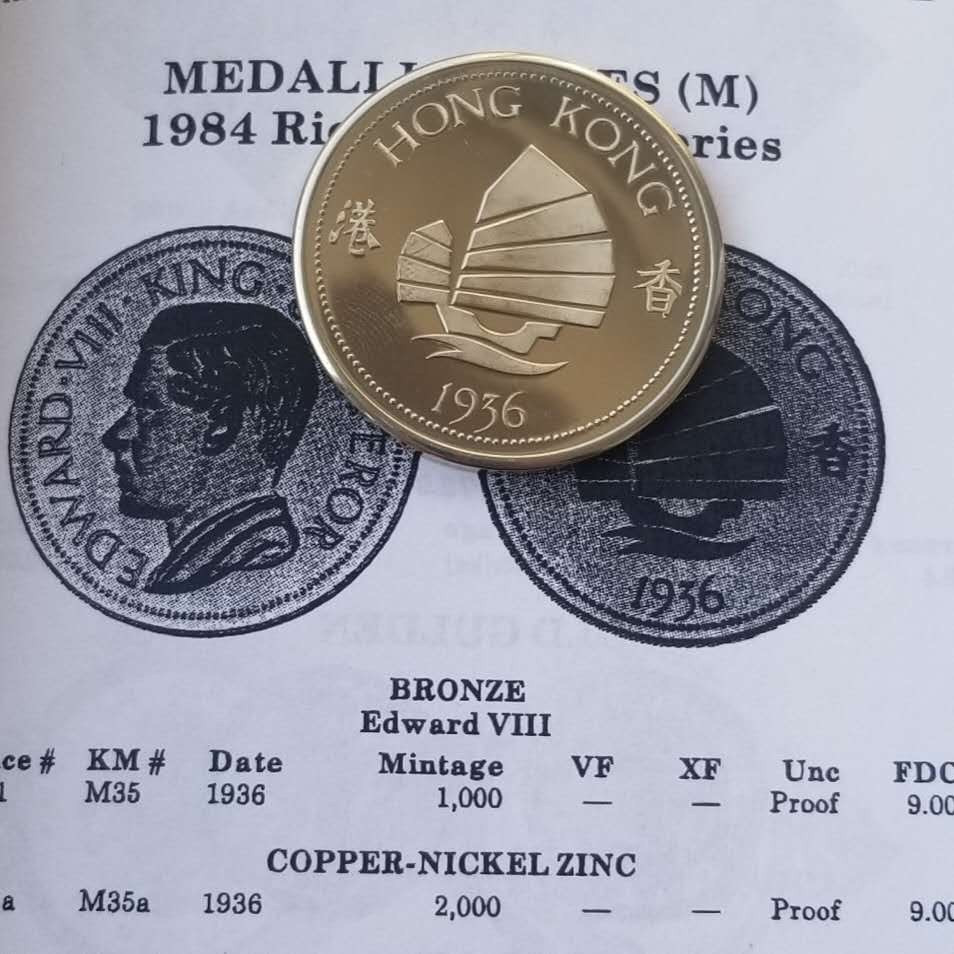 MEDALLI ES (M)
1984 Ri ries
HONG KONG
港 香
1936
EDWARD·VIII·KING· EROR
ONG 香
1936
BRONZE
Edward VIII
ce # KM # Date Mintage VF XF Unc FDC
1 M35 1936 1,000 — — Proof 9.00
COPPER-NICKEL ZINC
a M35a 1936 2,000 — — Proof 9.00